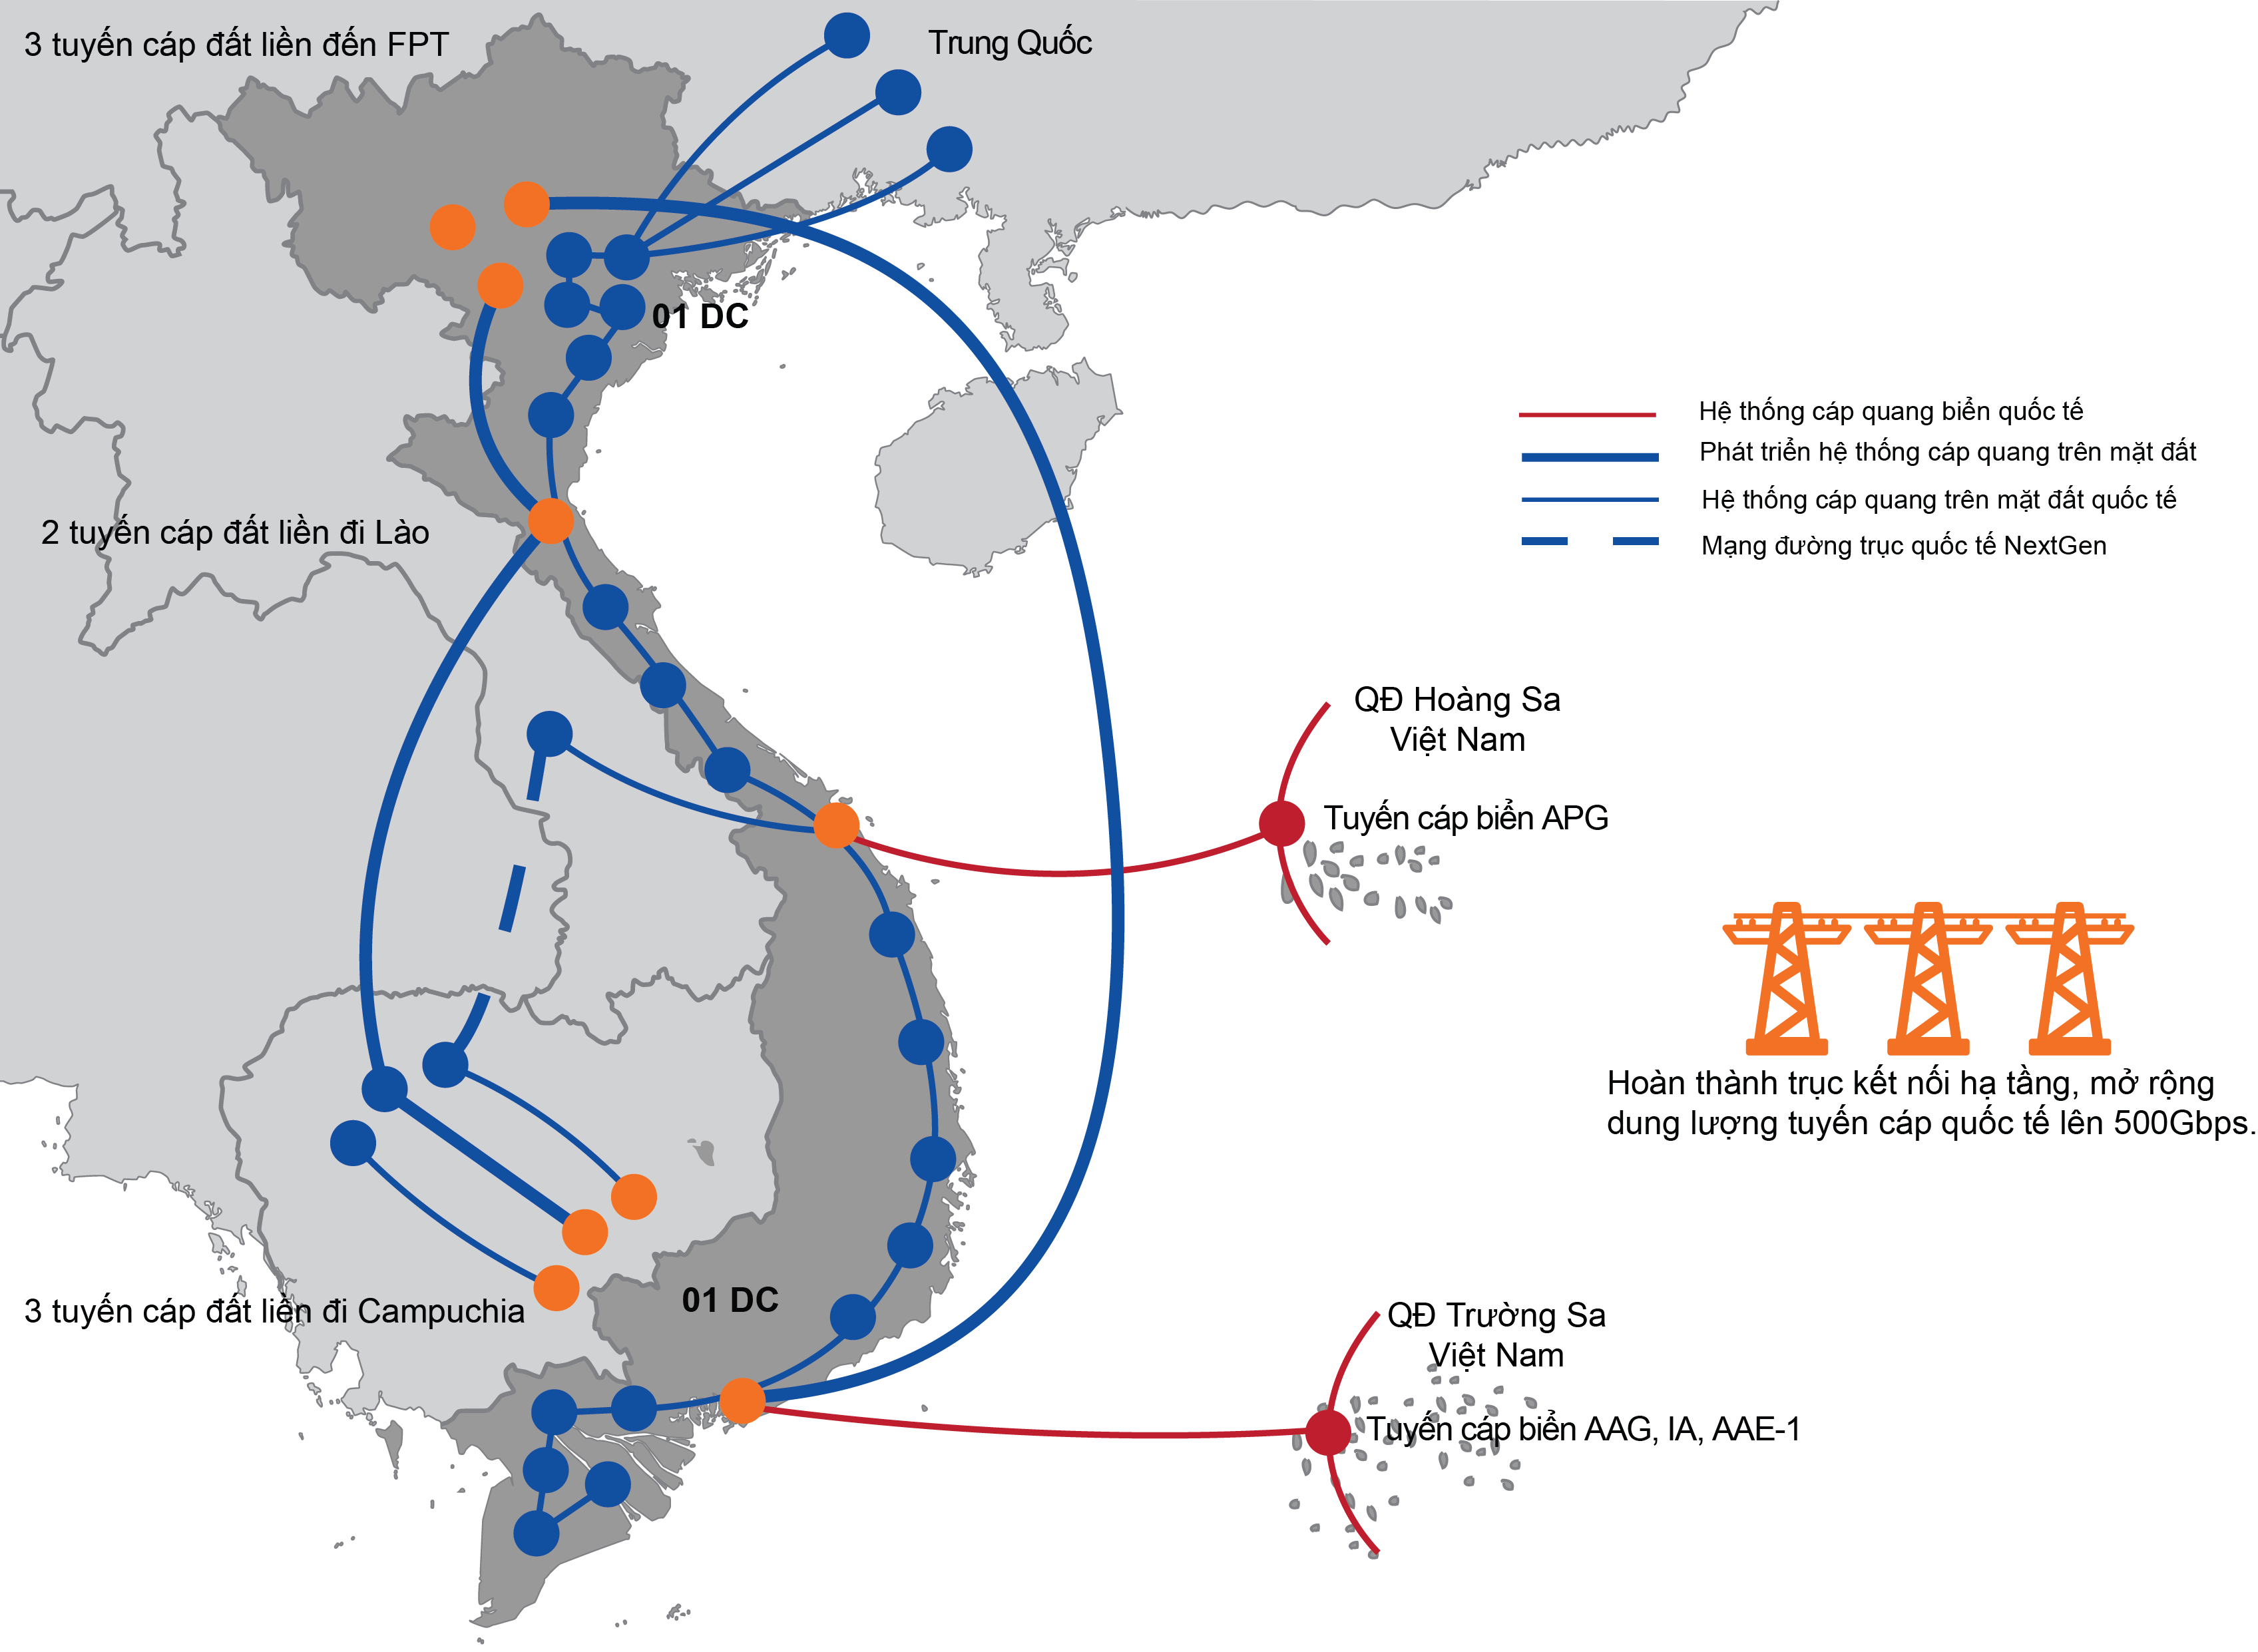 3 tuyến cáp đất liền đến FPT
Trung Quốc
01 DC
Hệ thống cáp quang biển quốc tế
Phát triển hệ thống cáp quang trên mặt đất
Hệ thống cáp quang trên mặt đất quốc tế
Mạng đường trục quốc tế NextGen
2 tuyến cáp đất liền đi Lào
QĐ Hoàng Sa
Việt Nam
Tuyến cáp biển APG
Hoàn thành trục kết nối hạ tầng, mở rộng
dung lượng tuyến cáp quốc tế lên 500Gbps.
01 DC
3 tuyến cáp đất liền đi Campuchia
QĐ Trường Sa
Việt Nam
Tuyến cáp biển AAG, IA, AAE-1